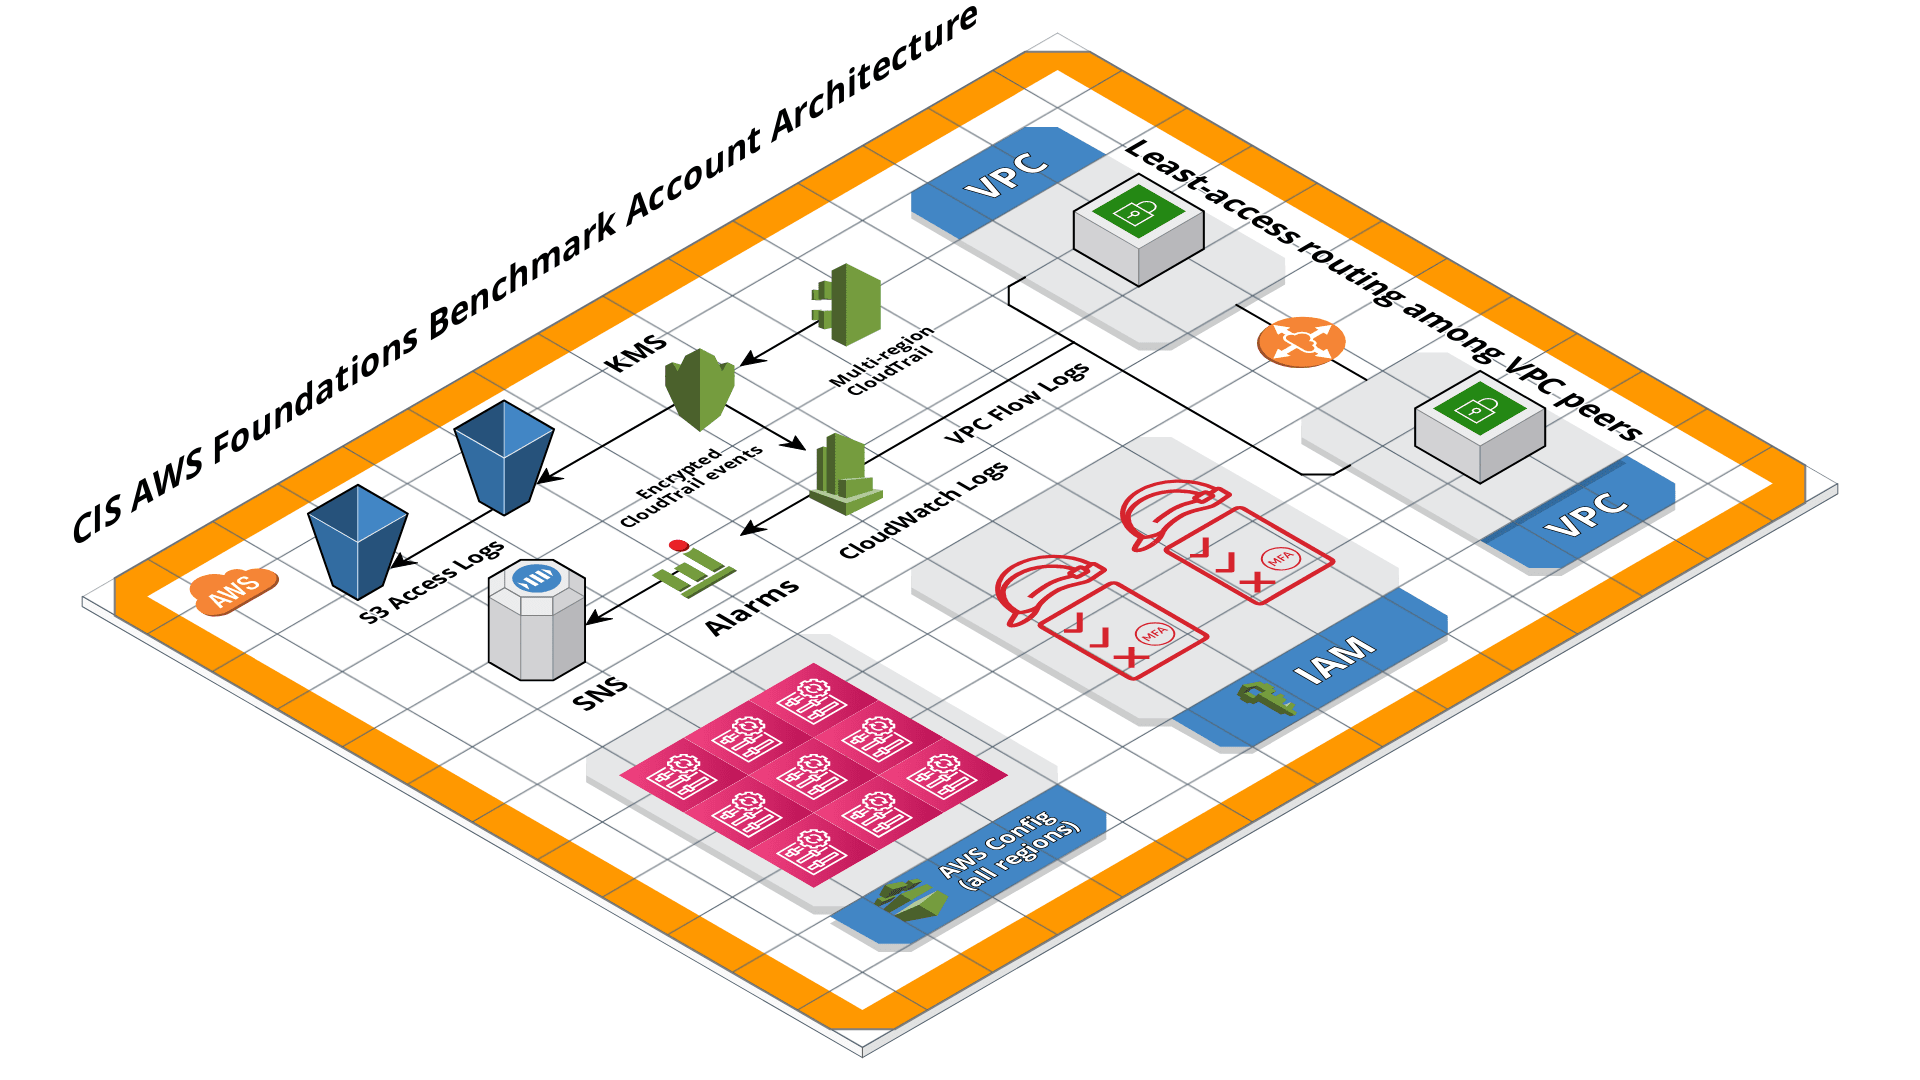 CIS AWS Foundations Benchmark Account Architecture
VPC
Least-access routing among VPC peers
Multi-region
CloudTrail
KMS
VPC Flow Logs
Encrypted
CloudTrail events
CloudWatch Logs
S3 Access Logs
AWS
Alarms
SNS
MFA
MFA
VPC
IAM
AWS Config
(all regions)